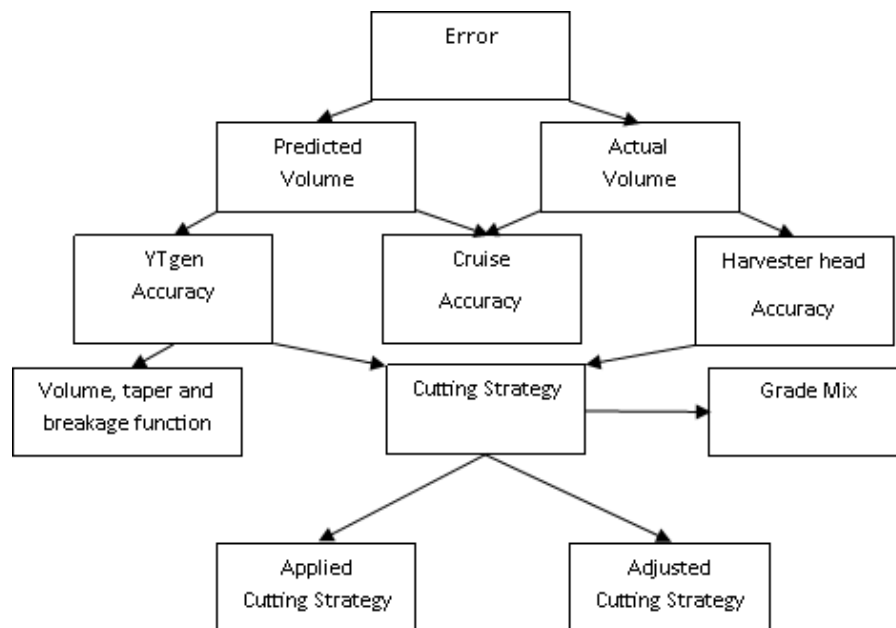 Error
Predicted
Volume
Actual
Volume
YTgen
Accuracy
Cruise
Accuracy
Harvester head
Accuracy
Volume, taper and
breakage function
Cutting Strategy
Grade Mix
Applied
Cutting Strategy
Adjusted
Cutting Strategy